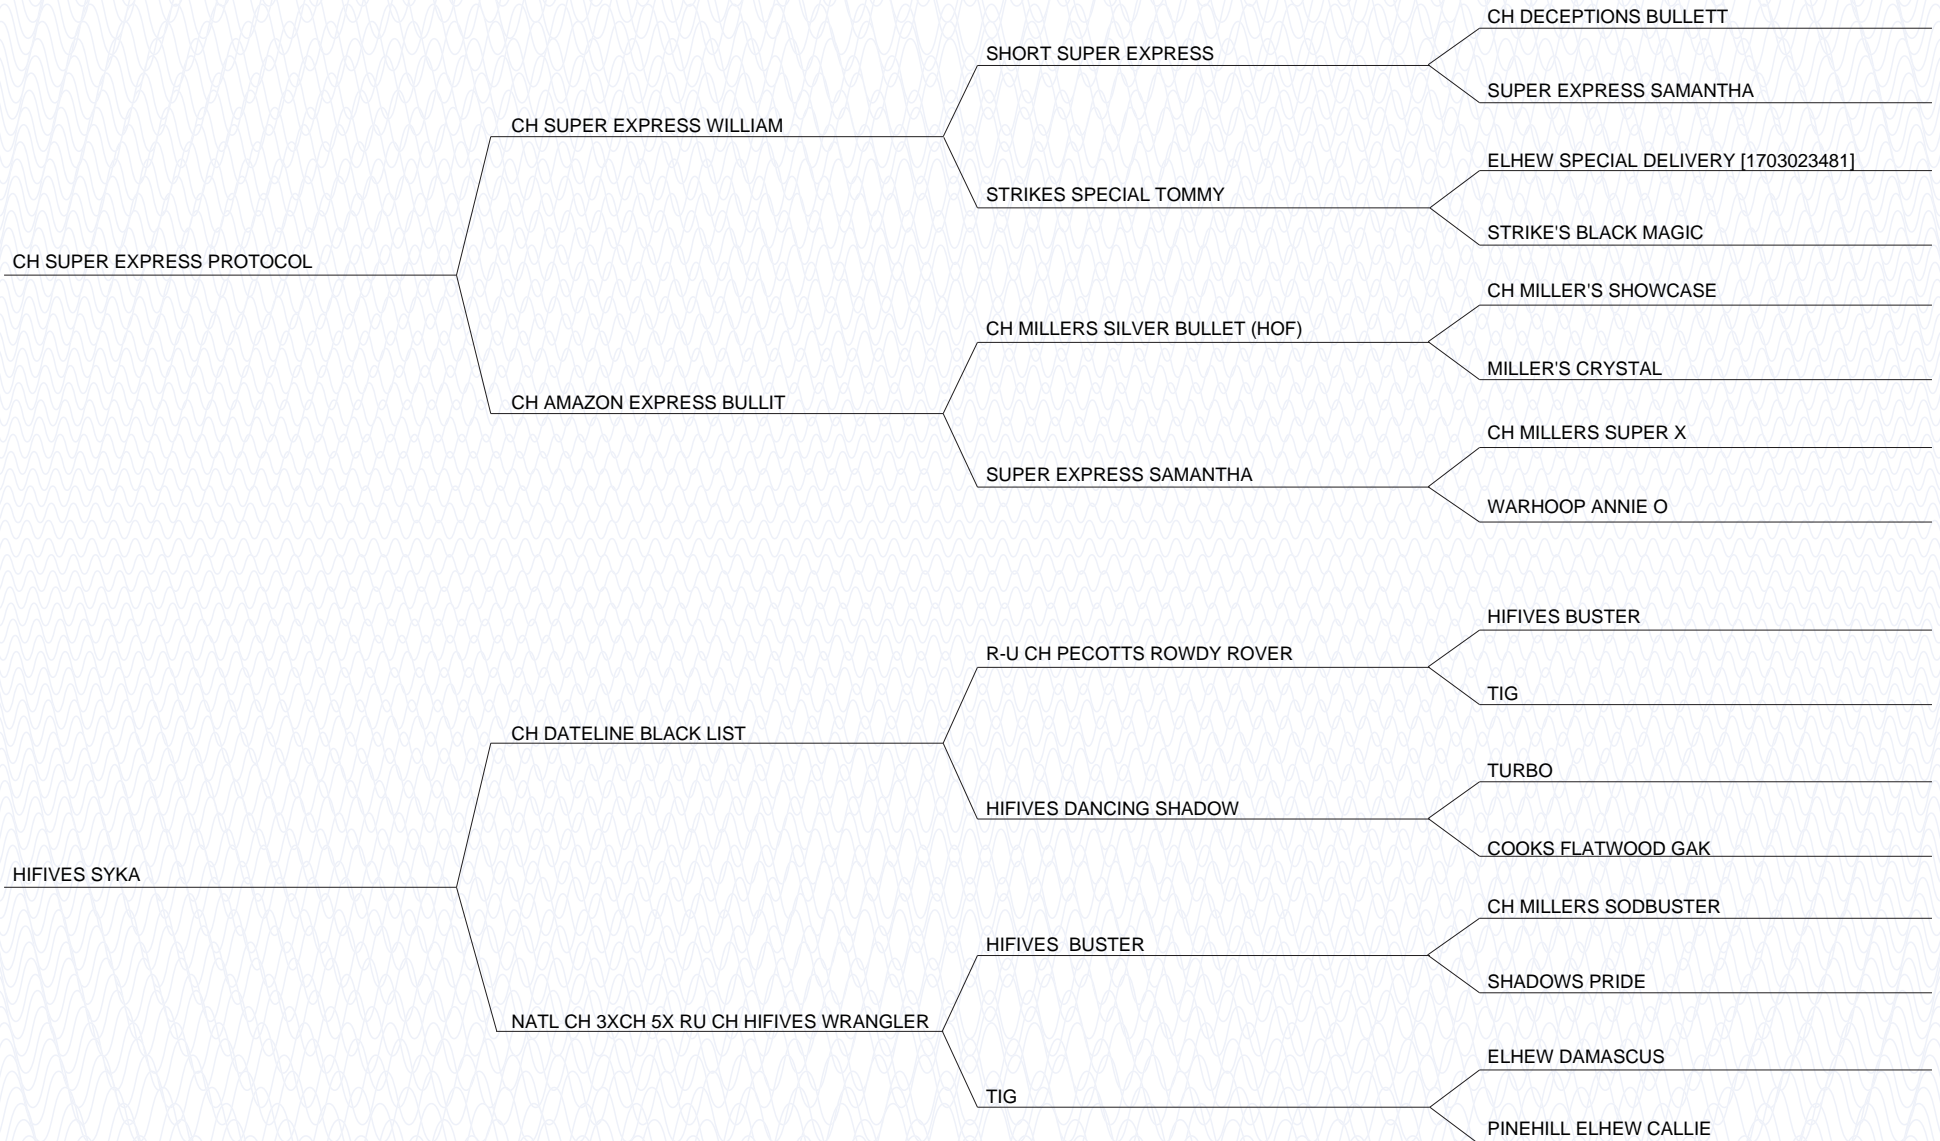 CH DECEPTIONS BULLETT
SHORT SUPER EXPRESS
SUPER EXPRESS SAMANTHA
CH SUPER EXPRESS WILLIAM
ELHEW SPECIAL DELIVERY [1703023481]
STRIKES SPECIAL TOMMY
STRIKE'S BLACK MAGIC
CH SUPER EXPRESS PROTOCOL
CH MILLER'S SHOWCASE
CH MILLERS SILVER BULLET (HOF)
MILLER'S CRYSTAL
CH AMAZON EXPRESS BULLIT
CH MILLERS SUPER X
SUPER EXPRESS SAMANTHA
WARHOOP ANNIE O
HIFIVES BUSTER
R-U CH PECOTTS ROWDY ROVER
TIG
CH DATELINE BLACK LIST
TURBO
HIFIVES DANCING SHADOW
COOKS FLATWOOD GAK
HIFIVES SYKA
CH MILLERS SODBUSTER
HIFIVES  BUSTER
SHADOWS PRIDE
NATL CH 3XCH 5X RU CH HIFIVES WRANGLER
ELHEW DAMASCUS
TIG
PINEHILL ELHEW CALLIE